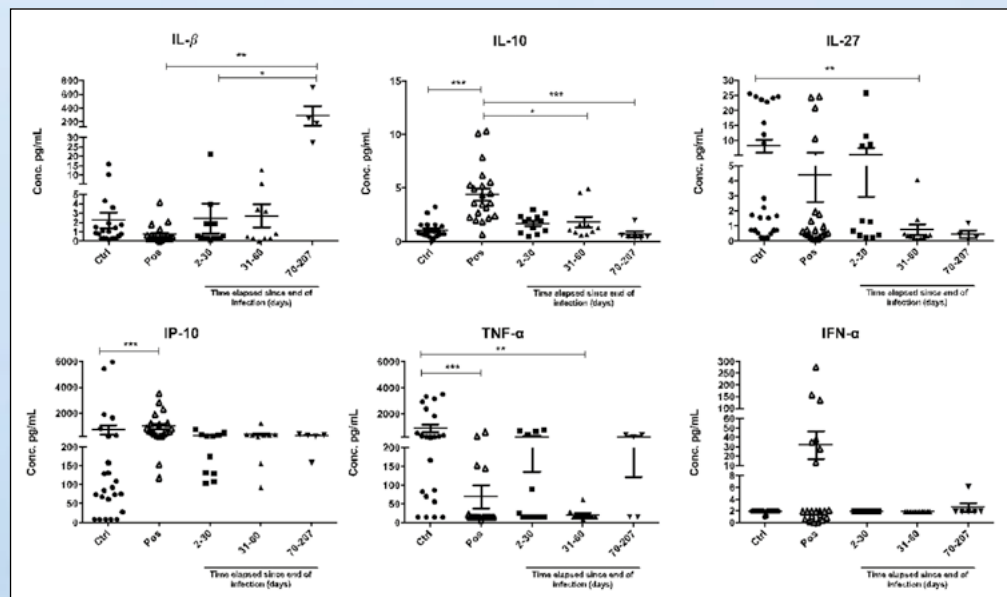 IL-β
**
*
Conc. pg/mL
800
600
400
200
30
25
20
15
10
5
4
3
2
1
0
Ctrl
Pos
2-30
31-60
70-207
Time elapsed since end of
infection (days)
IL-10
***
***
*
Conc. pg/mL
15
10
5
0
Ctrl
Pos
2-30
31-60
70-207
Time elapsed since end of
infection (days)
IL-27
**
Conc. pg/mL
30
25
20
15
10
5
6
5
4
3
2
1
0
Ctrl
Pos
2-30
31-60
70-207
Time elapsed since end of
infection (days)
IP-10
***
Conc. pg/mL
6000
4000
2000
200
150
100
50
0
Ctrl
Pos
2-30
31-60
70-207
Time elapsed since end of
infection (days)
TNF-α
**
***
Conc. pg/mL
6000
4000
2000
200
150
100
50
0
Ctrl
Pos
2-30
31-60
70-207
Time elapsed since end of
infection (days)
IFN-α
Conc. pg/mL
300
250
200
150
100
50
40
30
20
10
8
6
4
2
0
Ctrl
Pos
2-30
31-60
70-207
Time elapsed since end of
infection (days)